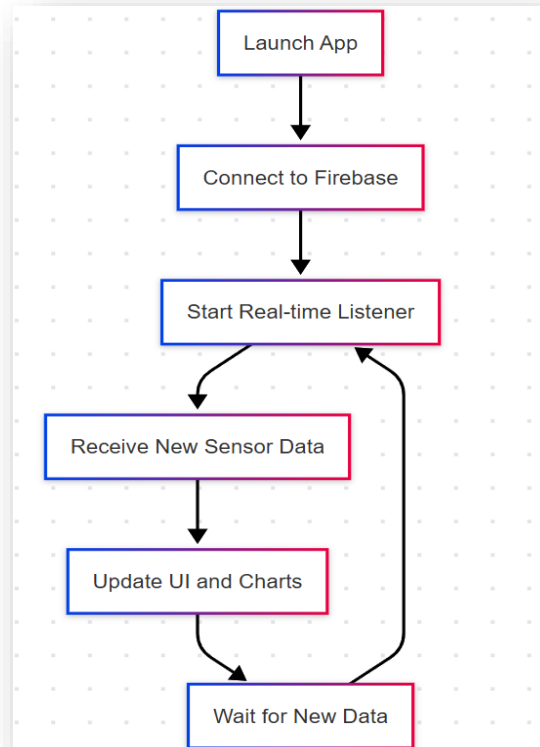 Launch App
Connect to Firebase
Start Real-time Listener
Receive New Sensor Data
Update UI and Charts
Wait for New Data